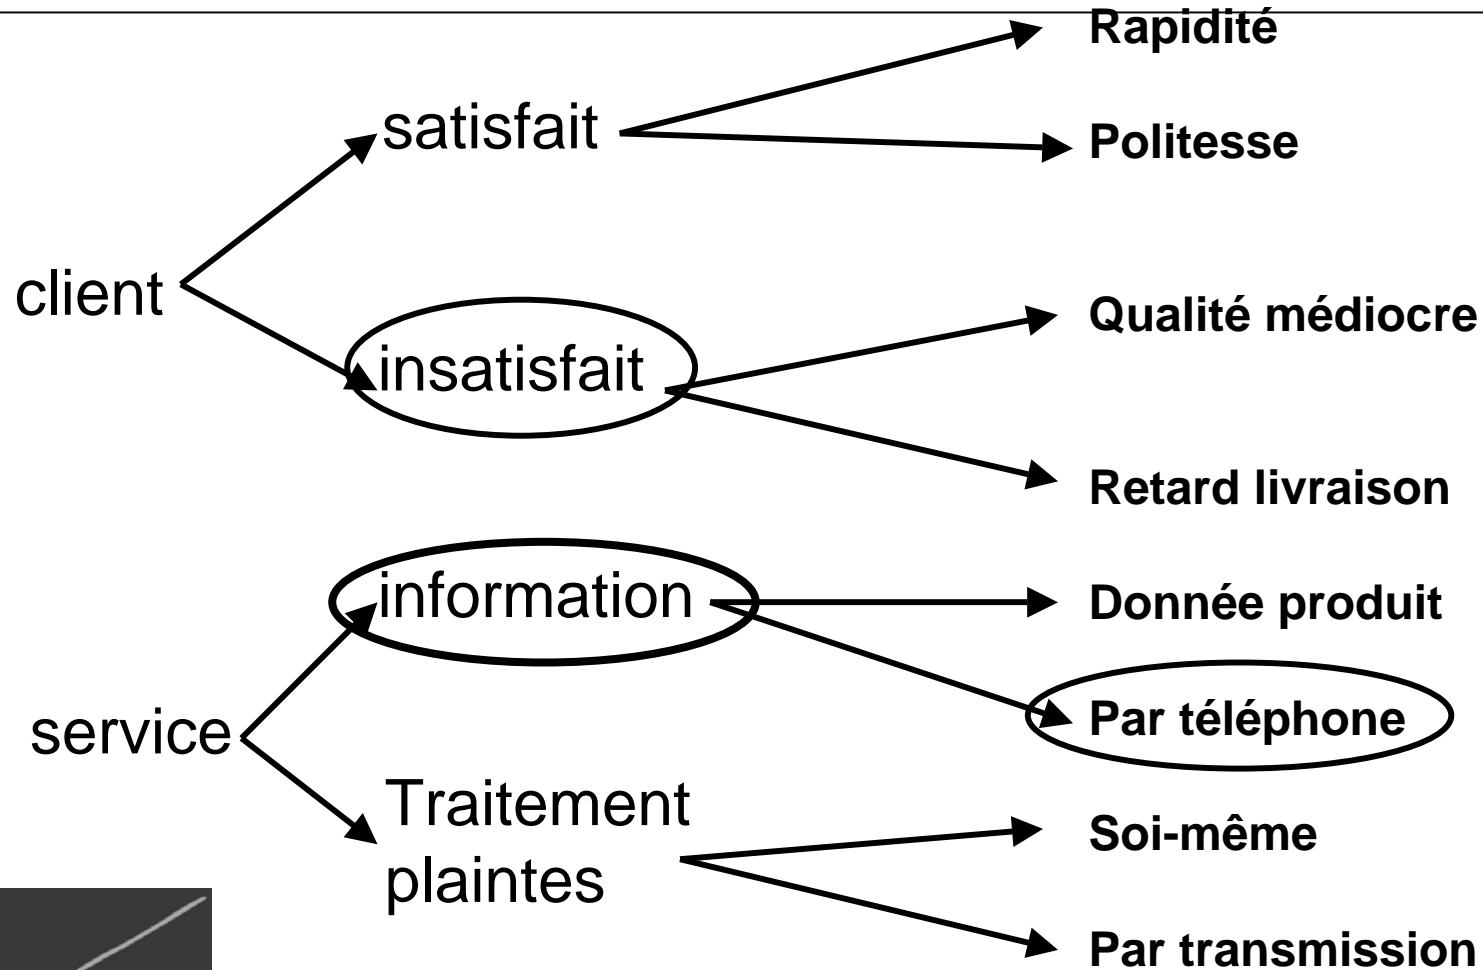 Rapidité
satisfait
Politesse
client
Qualité médiocre
insatisfait
Retard livraison
information
Donnée produit
Par téléphone
service
Traitement
plaintes
Soi-même
Par transmission